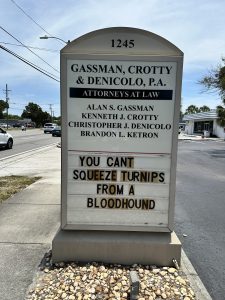 1245
GASSMAN, CROTTY
& DENICOLO, P.A.
ATTORNEYS AT LAW
ALAN S. GASSMAN
KENNETH J. CROTTY
CHRISTOPHER J. DENICOLO
BRANDON L. KETRON
YOU CANT
SQUEEZE TURNIPS
FROM A
BLOODHOUND